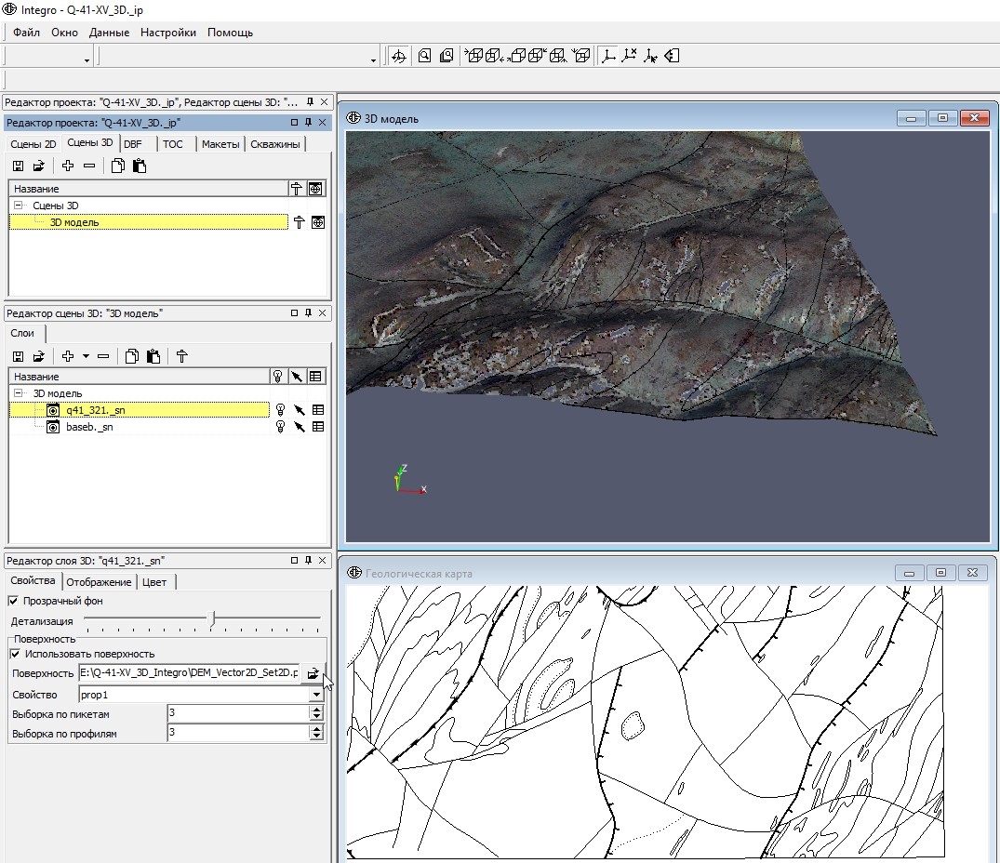 Integro - Q-41-XV_3D._ip
Файл Окно Данные Настройки Помощь
Редактор проекта: "Q-41-XV_3D._ip", Редактор сцены 3D: "...
Редактор проекта: "Q-41-XV_3D._ip"
Сцены 2D Сцены 3D DBF ТОС Макеты Скважины
Название
Сцены 3D
3D модель
Редактор сцены 3D: "3D модель"
Слои
Название
3D модель
q41_321._sn
baseb._sn
Редактор слоя 3D: "q41_321._sn"
Свойства Отображение Цвет
Прозрачный фон
Детализация
Поверхность
Использовать поверхность
Поверхность E:\Q-41-XV_3D_Integro\DEM_Vector2D_Set2D.p
Свойство prop1
Выборка по пикетам 3
Выборка по профилям 3
3D модель
Z
X
Геологическая карта